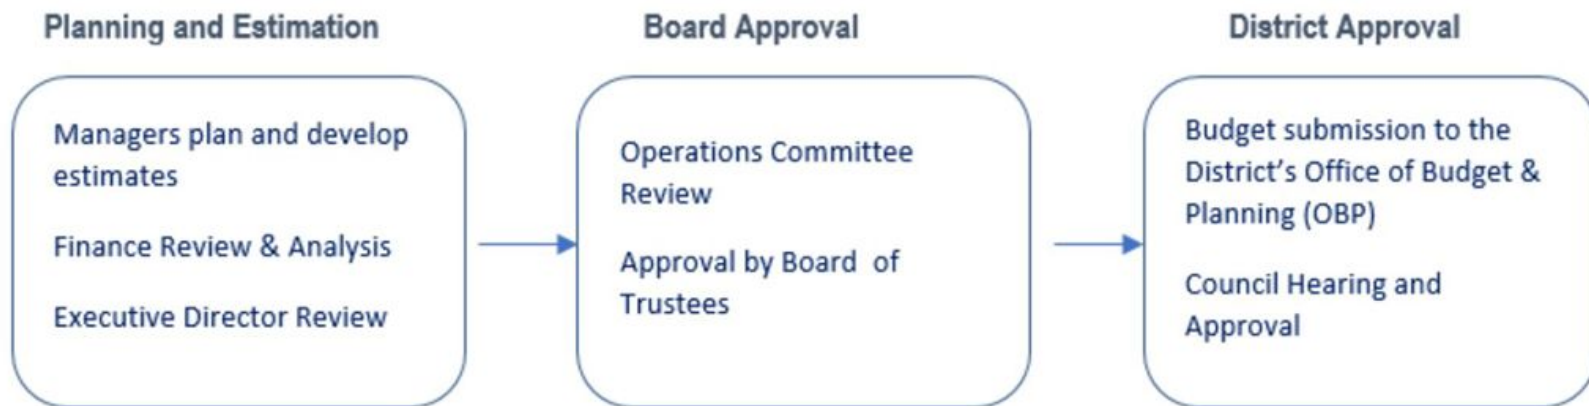 Planning and Estimation
Managers plan and develop
estimates
Finance Review & Analysis
Executive Director Review
Board Approval
Operations Committee
Review
Approval by Board  of
Trustees
District Approval
Budget submission to the
District’s Office of Budget &
Planning (OBP)
Council Hearing and
Approval